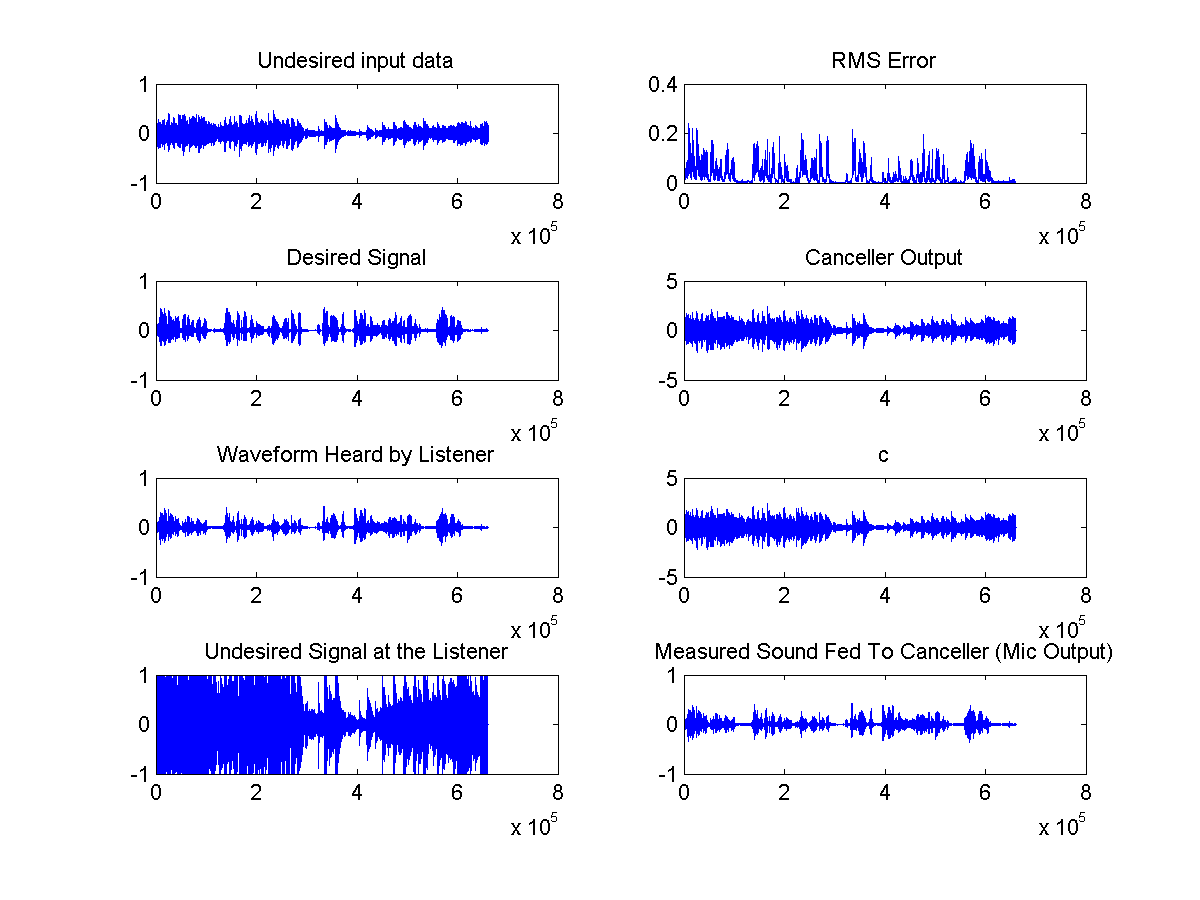 Undesired input data
1
0
-1
0 2 4 6 8
x 10^5
RMS Error
0.4
0.2
0
0 2 4 6 8
x 10^5
Desired Signal
1
0
-1
0 2 4 6 8
x 10^5
Canceller Output
5
0
-5
0 2 4 6 8
x 10^5
Waveform Heard by Listener
1
0
-1
0 2 4 6 8
x 10^5
c
5
0
-5
0 2 4 6 8
x 10^5
Undesired Signal at the Listener
1
0
-1
0 2 4 6 8
x 10^5
Measured Sound Fed To Canceller (Mic Output)
1
0
-1
0 2 4 6 8
x 10^5